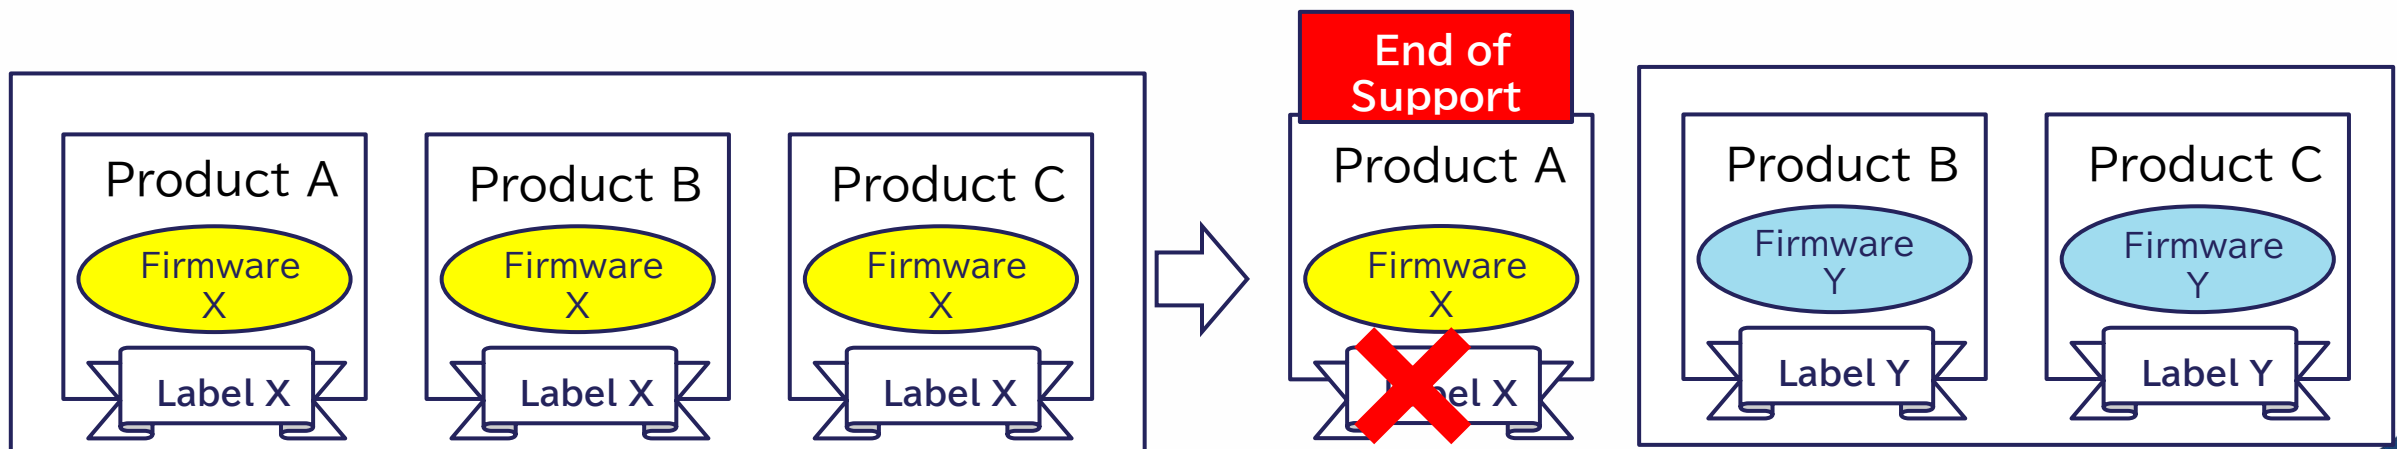 Product A
Firmware
X
Label X
Product B
Firmware
X
Label X
Product C
Firmware
X
Label X
End of
Support
Product A
Firmware
X
X
Product B
Firmware
Y
Label Y
Product C
Firmware
Y
Label Y